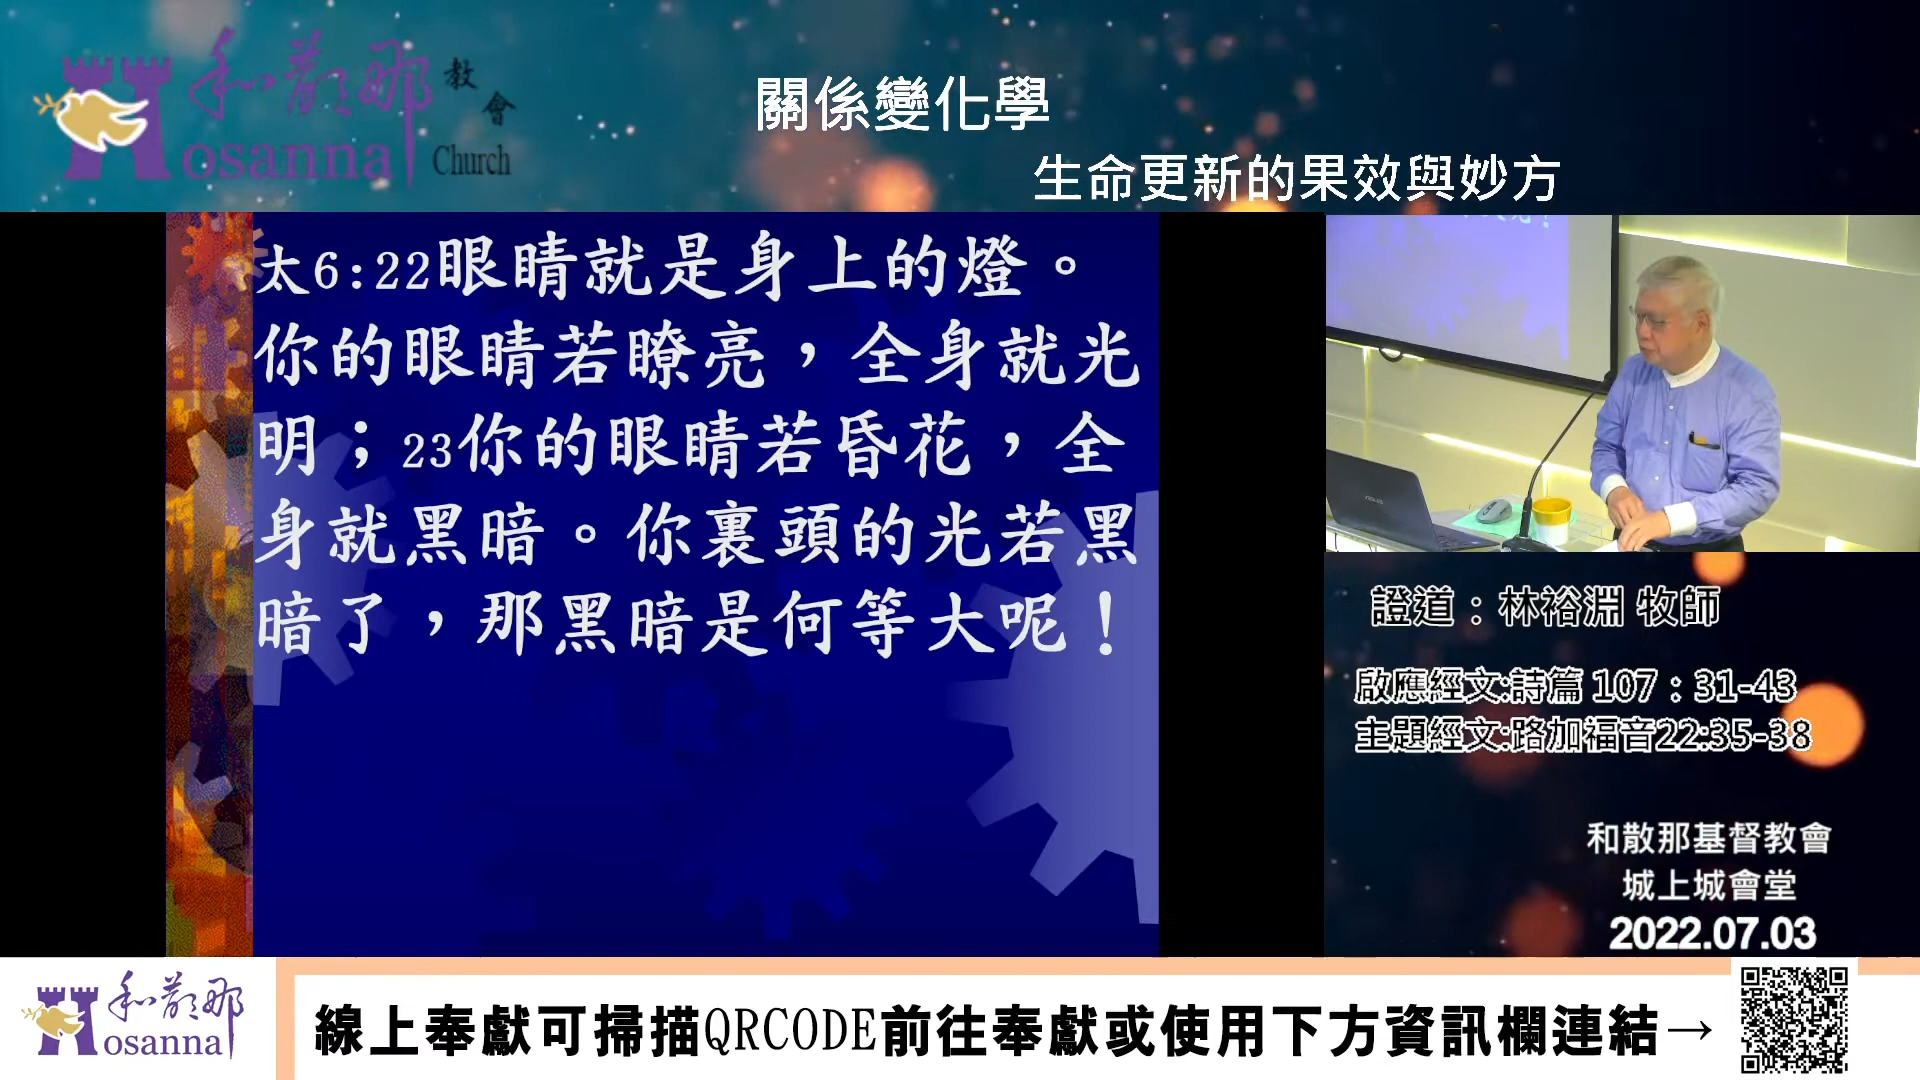 和散那
教
會
Hosanna
Church
關係變化學
生命更新的果效與妙方
太6:22眼睛就是身上的燈。
你的眼睛若瞭亮，全身就光
明；23你的眼睛若昏花，全
身就黑暗。你裏頭的光若黑
暗了，那黑暗是何等大呢！
ASUS
證道：林裕淵 牧師
啟應經文:詩篇 107：31-43
主題經文:路加福音22:35-38
和散那基督教會
城上城會堂
2022.07.03
和散那
Hosanna
線上奉獻可掃描QRCODE前往奉獻或使用下方資訊欄連結→